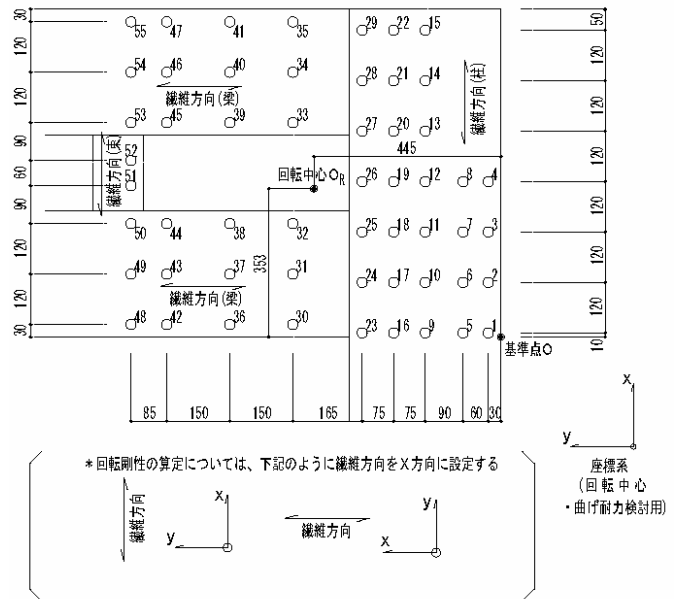 30
120
120
90
60
90
120
120
30
55 47 41 35 29 22 15
54 46 40 34 28 21 14
繊維方向(梁)
繊維方向(柱)
53 45 39 33 27 20 13
繊維方向(束)
52
51
445
回転中心OR
26 19 12 8 4
50 44 38 32 25 18 11 7 3
353
49 43 37 31 24 17 10 6 2
繊維方向(梁)
48 42 36 30 23 16 9 5 1
基準点O
50
120
120
120
120
120
120
10
85 150 150 165 75 75 90 60 30
x
y
座標系
(回転中心
・曲げ耐力検討用)
*回転剛性の算定については、下記のように繊維方向をX方向に設定する
繊維方向
x
y
繊維方向
y
x